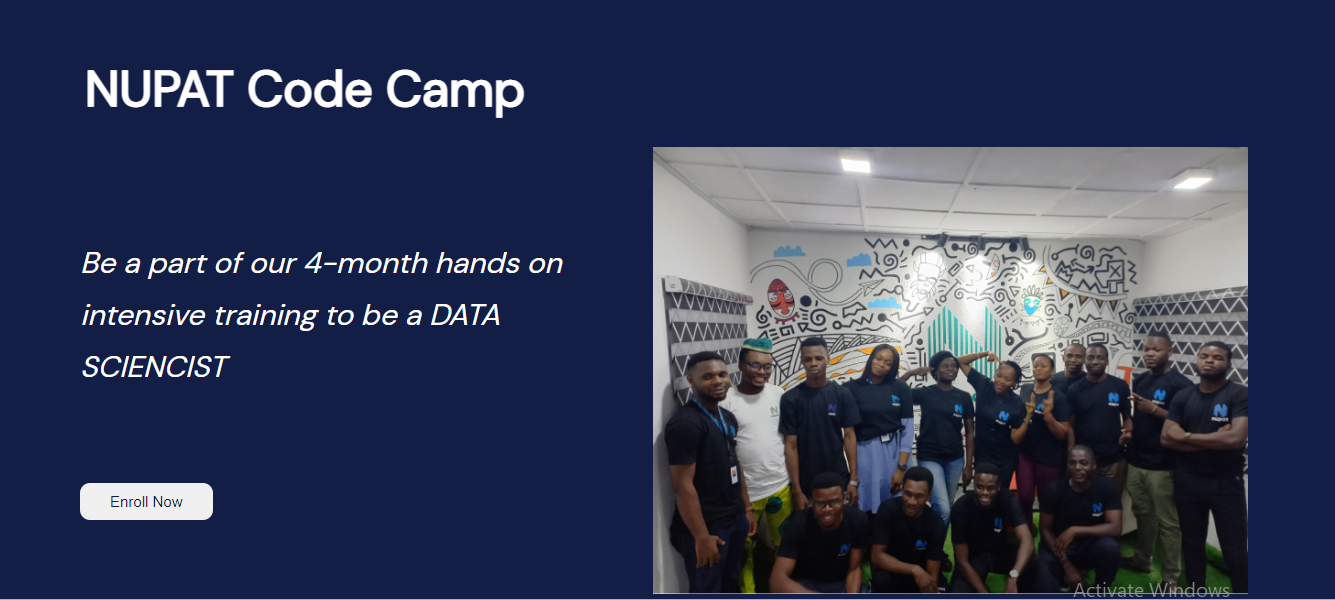 NUPAT Code Camp
Be a part of our 4-month hands on
intensive training to be a DATA
SCIENCIST
Enroll Now
Activate Windows